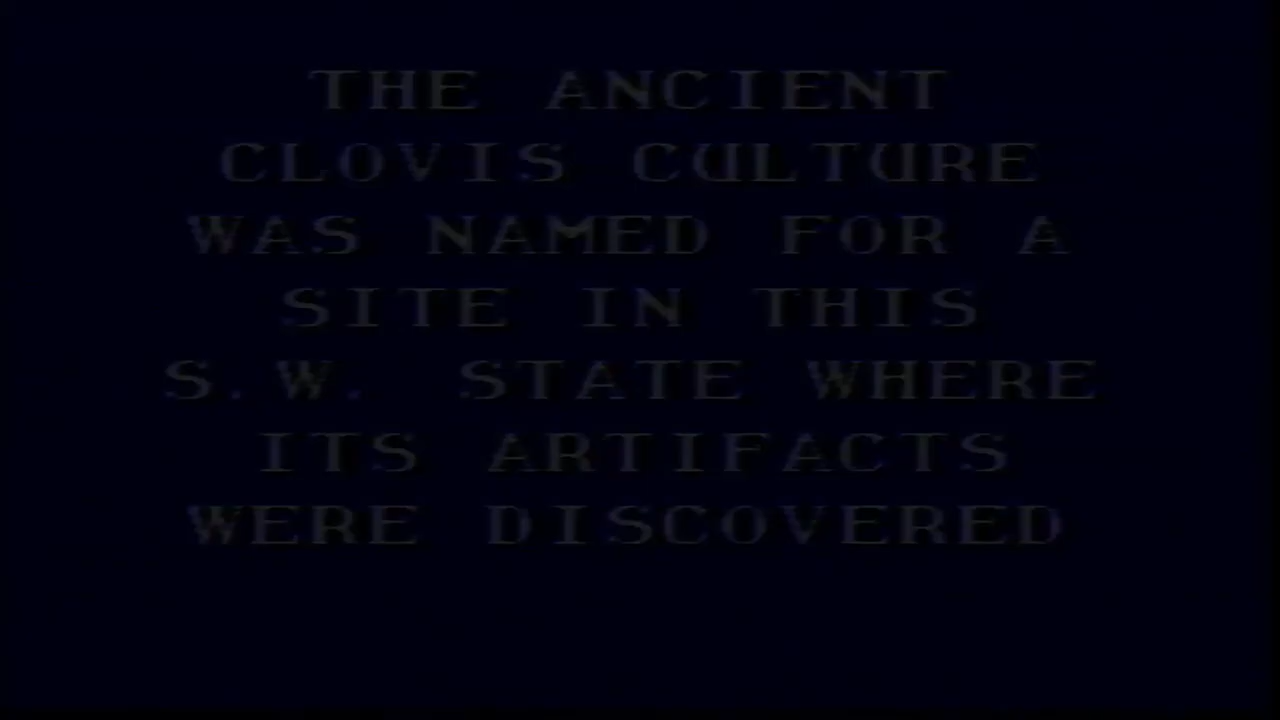 THE ANCIENT
CLOVIS CULTURE
WAS NAMED FOR A
SITE IN THIS
S.W. STATE WHERE
ITS ARTIFACTS
WERE DISCOVERED